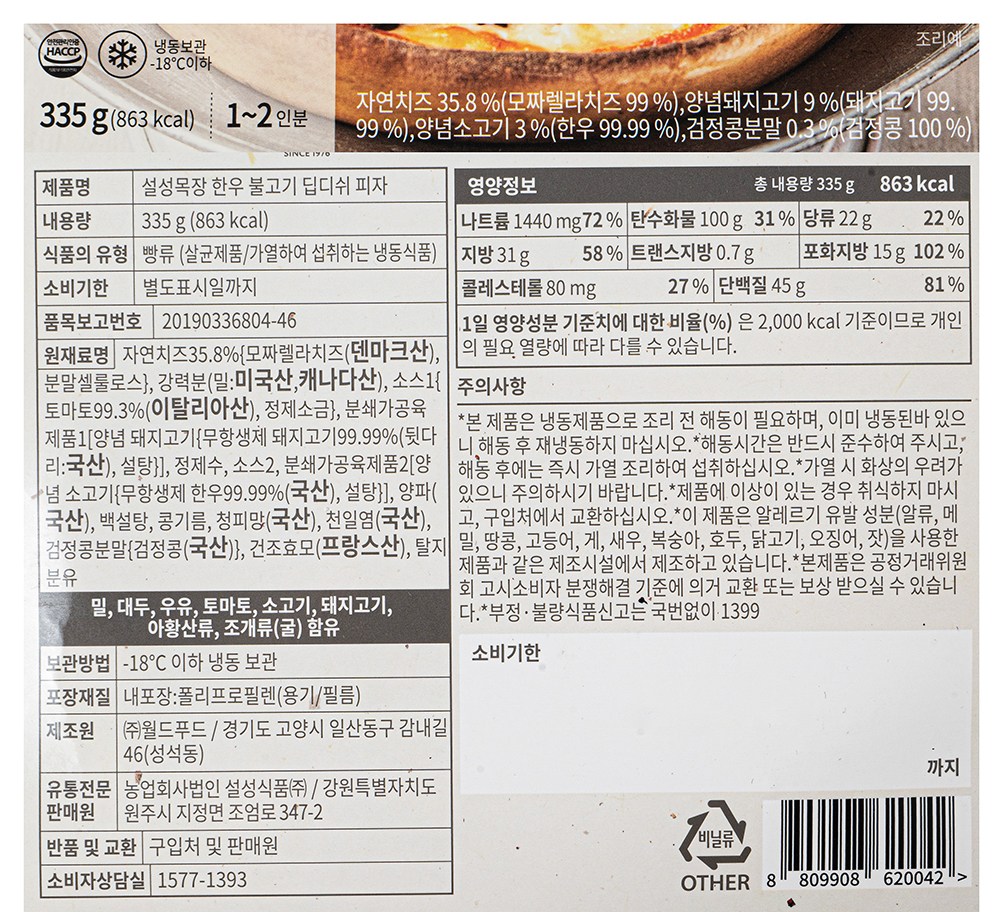 안전관리인증
HACCP
냉동보관
-18℃이하
조리예
335 g(863 kcal)
1~2 인분
자연치즈 35.8 %(모짜렐라치즈 99 %),양념돼지고기 9 %(돼지고기 99.
99 %),양념소고기 3 %(한우 99.99 %),검정콩분말 0.3 %(검정콩 100 %)
SINCE 1976
제품명 설성목장 한우 불고기 딥디쉬 피자
내용량 335 g (863 kcal)
식품의 유형 빵류 (살균제품/가열하여 섭취하는 냉동식품)
소비기한 별도표시일까지
품목보고번호 20190336804-46
원재료명 자연치즈35.8%{모짜렐라치즈(덴마크산),
분말셀룰로스}, 강력분(밀:미국산,캐나다산), 소스1{
토마토99.3%(이탈리아산), 정제소금}, 분쇄가공육
제품1[양념 돼지고기{무항생제 돼지고기99.99%(뒷다
리:국산), 설탕}], 정제수, 소스2, 분쇄가공육제품2[양
념 소고기{무항생제 한우99.99%(국산), 설탕}], 양파(
국산), 백설탕, 콩기름, 청피망(국산), 천일염(국산),
검정콩분말{검정콩(국산)}, 건조효모(프랑스산), 탈지
분유
밀, 대두, 우유, 토마토, 소고기, 돼지고기,
아황산류, 조개류(굴) 함유
보관방법 -18℃ 이하 냉동 보관
포장재질 내포장:폴리프로필렌(용기/필름)
제조원 ㈜월드푸드 / 경기도 고양시 일산동구 감내길
46(성석동)
유통전문 농업회사법인 설성식품㈜ / 강원특별자치도
판매원 원주시 지정면 조엄로 347-2
반품 및 교환 구입처 및 판매원
소비자상담실 1577-1393
영양정보 총 내용량 335 g 863 kcal
나트륨 1440 mg 72 % 탄수화물 100 g 31 % 당류 22 g 22 %
지방 31 g 58 % 트랜스지방 0.7 g 포화지방 15 g 102 %
콜레스테롤 80 mg 27 % 단백질 45 g 81 %
1일 영양성분 기준치에 대한 비율(%) 은 2,000 kcal 기준이므로 개인
의 필요 열량에 따라 다를 수 있습니다.
주의사항
*본 제품은 냉동제품으로 조리 전 해동이 필요하며, 이미 냉동된바 있으
니 해동 후 재냉동하지 마십시오.*해동시간은 반드시 준수하여 주시고,
해동 후에는 즉시 가열 조리하여 섭취하십시오.*가열 시 화상의 우려가
있으니 주의하시기 바랍니다.*제품에 이상이 있는 경우 취식하지 마시
고, 구입처에서 교환하십시오.*이 제품은 알레르기 유발 성분(알류, 메
밀, 땅콩, 고등어, 게, 새우, 복숭아, 호두, 닭고기, 오징어, 잣)을 사용한
제품과 같은 제조시설에서 제조하고 있습니다.*본제품은 공정거래위원
회 고시소비자 분쟁해결 기준에 의거 교환 또는 보상 받으실 수 있습니
다.*부정·불량식품신고는 국번없이 1399
소비기한
까지
비닐류
OTHER
8 809908 620042 >